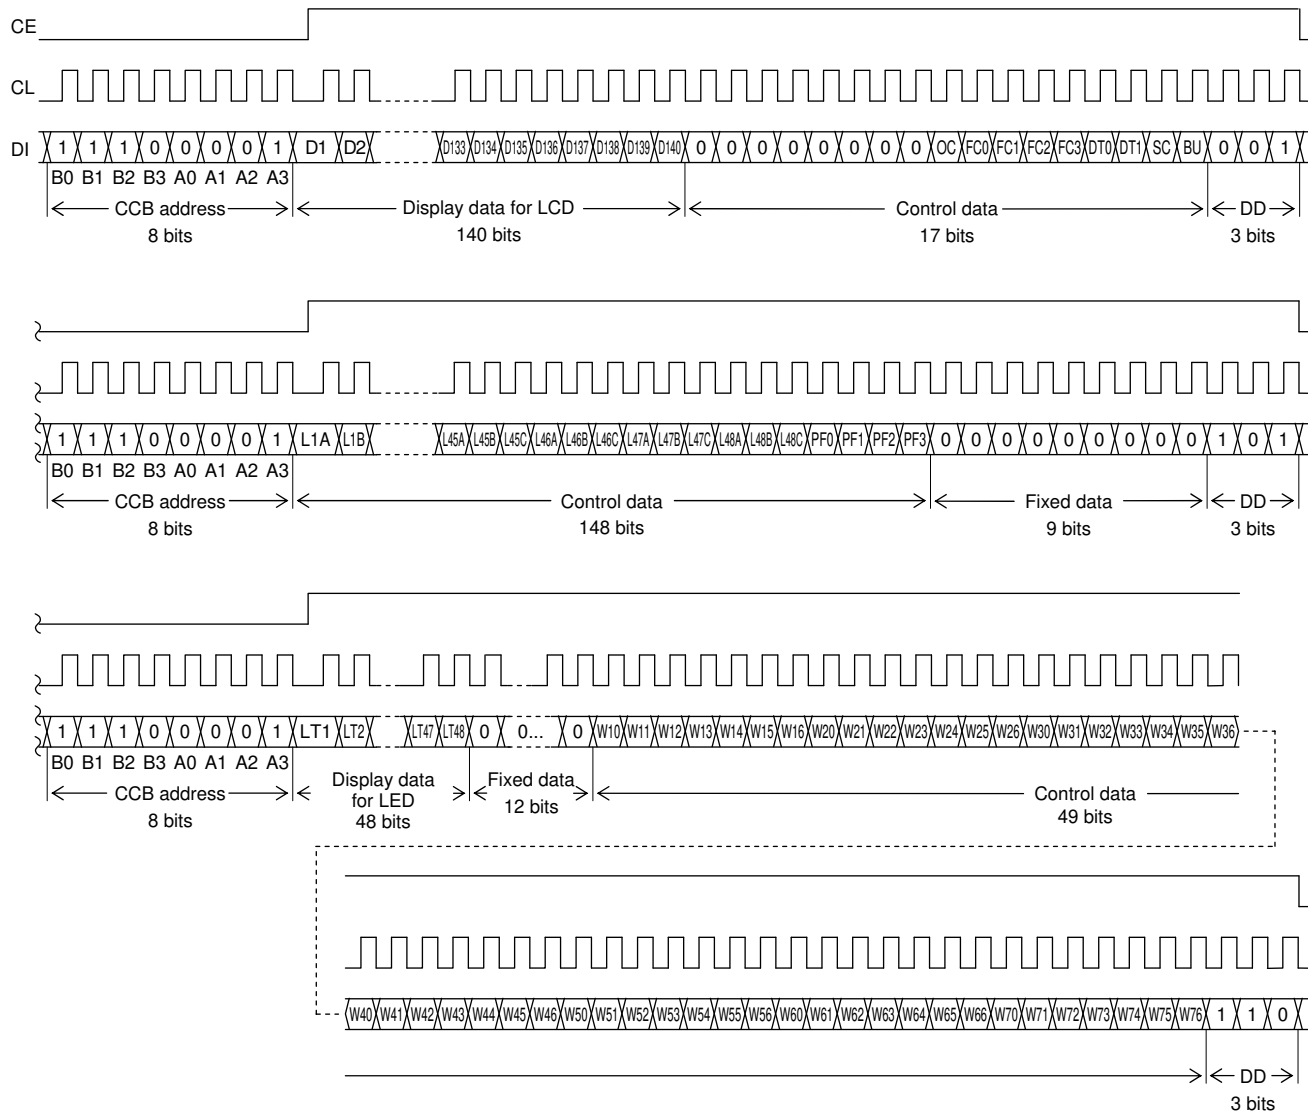 CE
CL
DI 1 1 1 0 0 0 0 1 D1 D2 D133 D134 D135 D136 D137 D138 D139 D140 0 0 0 0 0 0 0 0 OC FC0 FC1 FC2 FC3 DT0 DT1 SC BU 0 0 1
B0 B1 B2 B3 A0 A1 A2 A3
CCB address Display data for LCD Control data DD
8 bits 140 bits 17 bits 3 bits
1 1 1 0 0 0 0 1 L1A L1B L45A L45B L45C L46A L46B L46C L47A L47B L47C L48A L48B L48C PF0 PF1 PF2 PF3 0 0 0 0 0 0 0 0 0 1 0 1
B0 B1 B2 B3 A0 A1 A2 A3
CCB address Control data Fixed data DD
8 bits 148 bits 9 bits 3 bits
1 1 1 0 0 0 0 1 LT1 LT2 LT47 LT48 0 0... 0 W10 W11 W12 W13 W14 W15 W16 W20 W21 W22 W23 W24 W25 W26 W30 W31 W32 W33 W34 W35 W36
B0 B1 B2 B3 A0 A1 A2 A3
CCB address Display data for LED Fixed data Control data
8 bits 48 bits 12 bits 49 bits
W40 W41 W42 W43 W44 W45 W46 W50 W51 W52 W53 W54 W55 W56 W60 W61 W62 W63 W64 W65 W66 W70 W71 W72 W73 W74 W75 W76 1 1 0
DD
3 bits